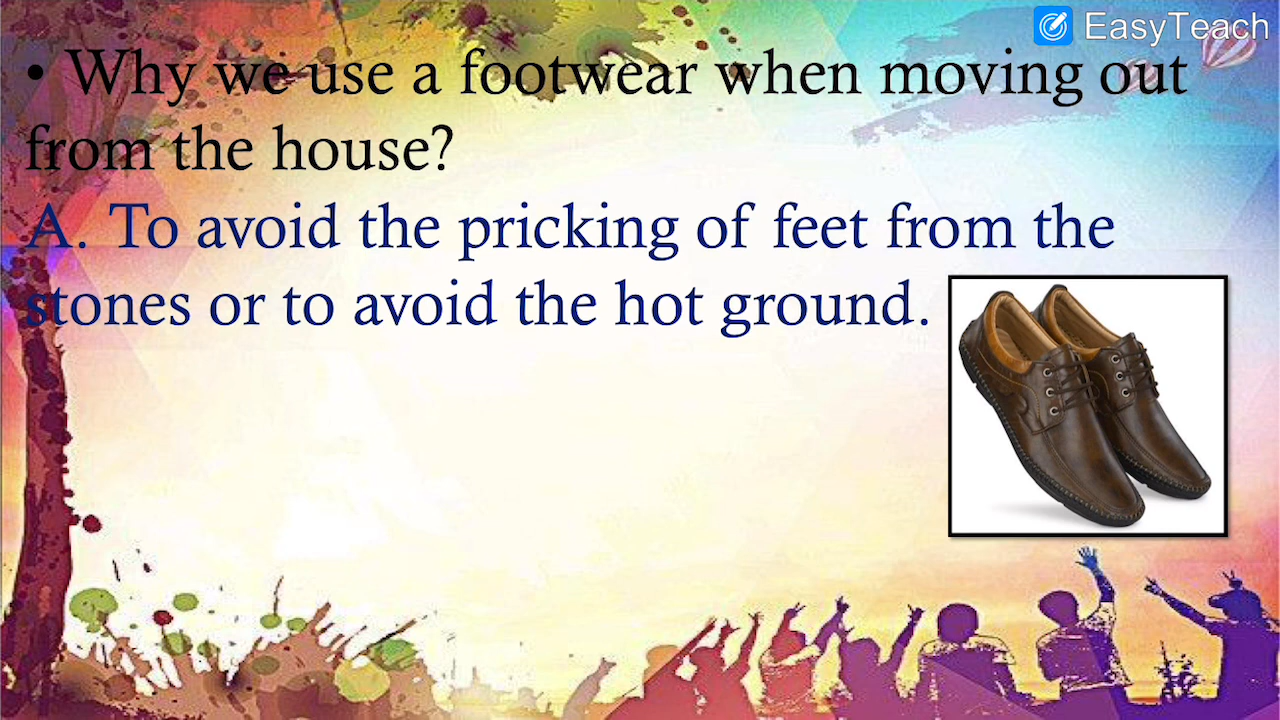 EasyTeach
• Why we use a footwear when moving out
from the house?
A. To avoid the pricking of feet from the
stones or to avoid the hot ground.